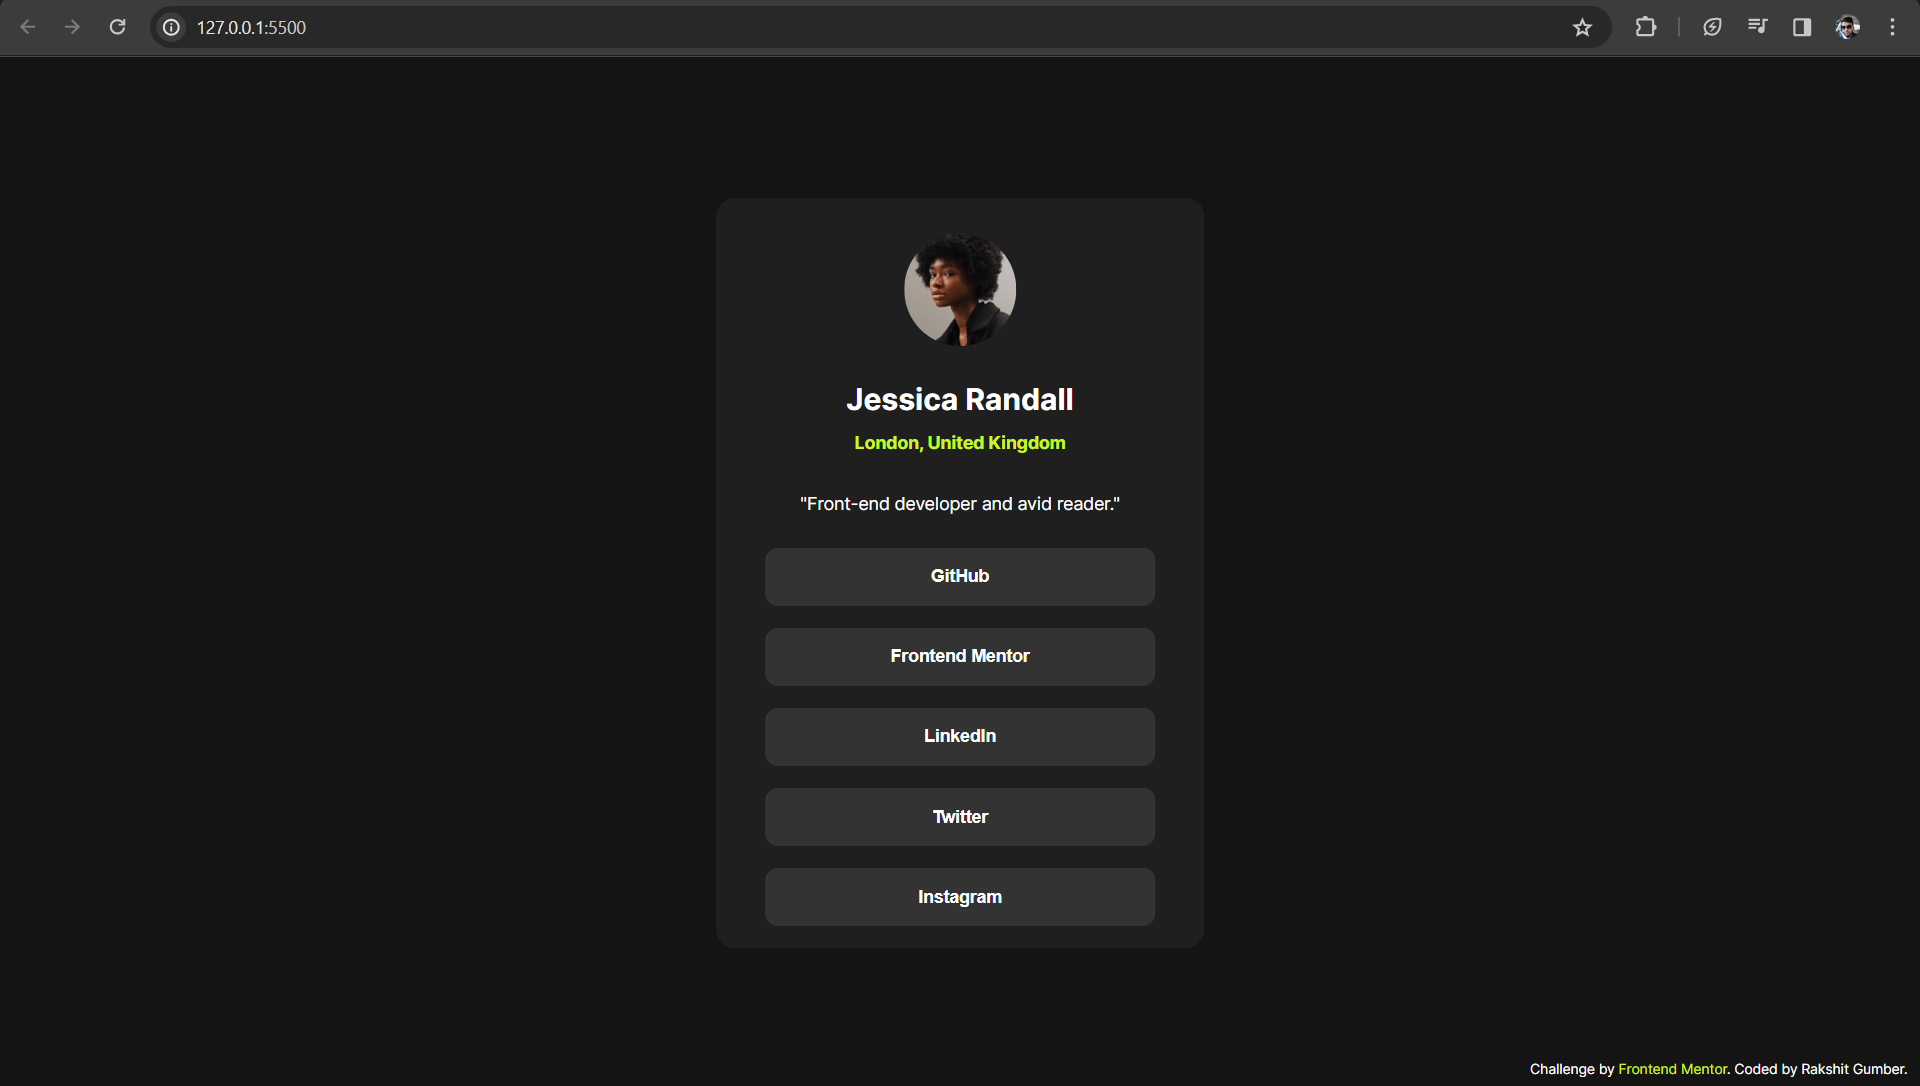 127.0.0.1:5500
Jessica Randall
London, United Kingdom
"Front-end developer and avid reader."
GitHub
Frontend Mentor
LinkedIn
Twitter
Instagram
Challenge by Frontend Mentor. Coded by Rakshit Gumber.